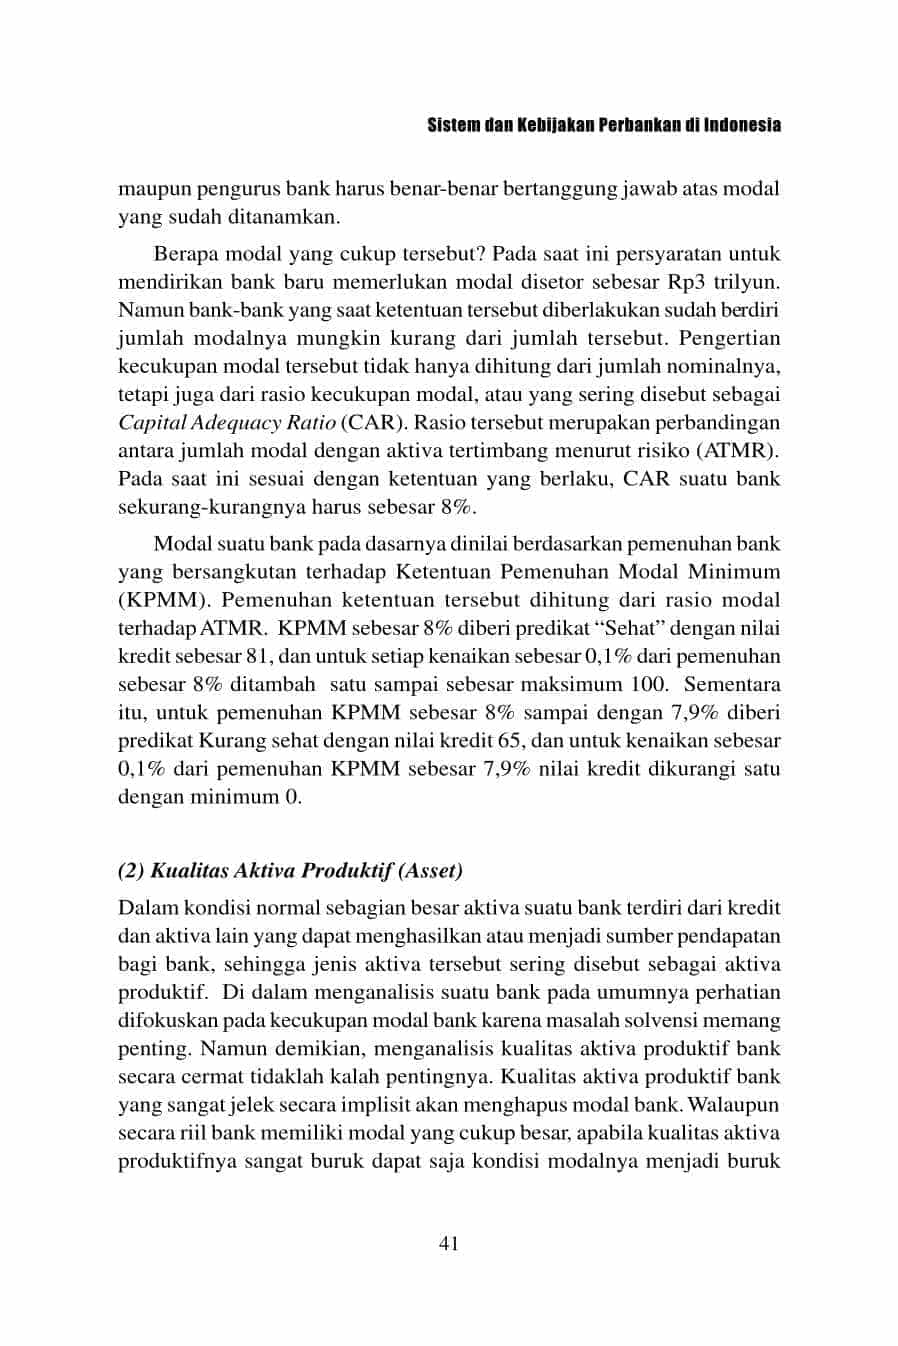 Sistem dan Kebijakan Perbankan di Indonesia
maupun pengurus bank harus benar-benar bertanggung jawab atas modal
yang sudah ditanamkan.
Berapa modal yang cukup tersebut? Pada saat ini persyaratan untuk
mendirikan bank baru memerlukan modal disetor sebesar Rp3 trilyun.
Namun bank-bank yang saat ketentuan tersebut diberlakukan sudah berdiri
jumlah modalnya mungkin kurang dari jumlah tersebut. Pengertian
kecukupan modal tersebut tidak hanya dihitung dari jumlah nominalnya,
tetapi juga dari rasio kecukupan modal, atau yang sering disebut sebagai
Capital Adequacy Ratio (CAR). Rasio tersebut merupakan perbandingan
antara jumlah modal dengan aktiva tertimbang menurut risiko (ATMR).
Pada saat ini sesuai dengan ketentuan yang berlaku, CAR suatu bank
sekurang-kurangnya harus sebesar 8%.
Modal suatu bank pada dasarnya dinilai berdasarkan pemenuhan bank
yang bersangkutan terhadap Ketentuan Pemenuhan Modal Minimum
(KPMM). Pemenuhan ketentuan tersebut dihitung dari rasio modal
terhadap ATMR. KPMM sebesar 8% diberi predikat “Sehat” dengan nilai
kredit sebesar 81, dan untuk setiap kenaikan sebesar 0,1% dari pemenuhan
sebesar 8% ditambah satu sampai sebesar maksimum 100. Sementara
itu, untuk pemenuhan KPMM sebesar 8% sampai dengan 7,9% diberi
predikat Kurang sehat dengan nilai kredit 65, dan untuk kenaikan sebesar
0,1% dari pemenuhan KPMM sebesar 7,9% nilai kredit dikurangi satu
dengan minimum 0.
(2) Kualitas Aktiva Produktif (Asset)
Dalam kondisi normal sebagian besar aktiva suatu bank terdiri dari kredit
dan aktiva lain yang dapat menghasilkan atau menjadi sumber pendapatan
bagi bank, sehingga jenis aktiva tersebut sering disebut sebagai aktiva
produktif. Di dalam menganalisis suatu bank pada umumnya perhatian
difokuskan pada kecukupan modal bank karena masalah solvensi memang
penting. Namun demikian, menganalisis kualitas aktiva produktif bank
secara cermat tidaklah kalah pentingnya. Kualitas aktiva produktif bank
yang sangat jelek secara implisit akan menghapus modal bank. Walaupun
secara riil bank memiliki modal yang cukup besar, apabila kualitas aktiva
produktifnya sangat buruk dapat saja kondisi modalnya menjadi buruk
41